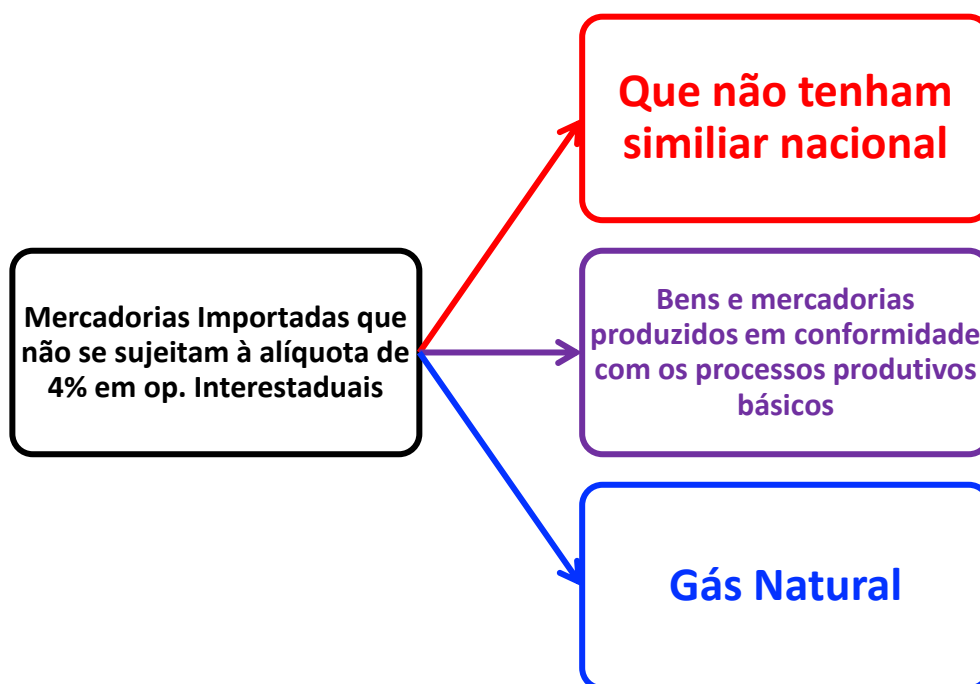 Que não tenham
similiar nacional
Mercadorias Importadas que
não se sujeitam à alíquota de
4% em op. Interestaduais
Bens e mercadorias
produzidos em conformidade
com os processos produtivos
básicos
Gás Natural